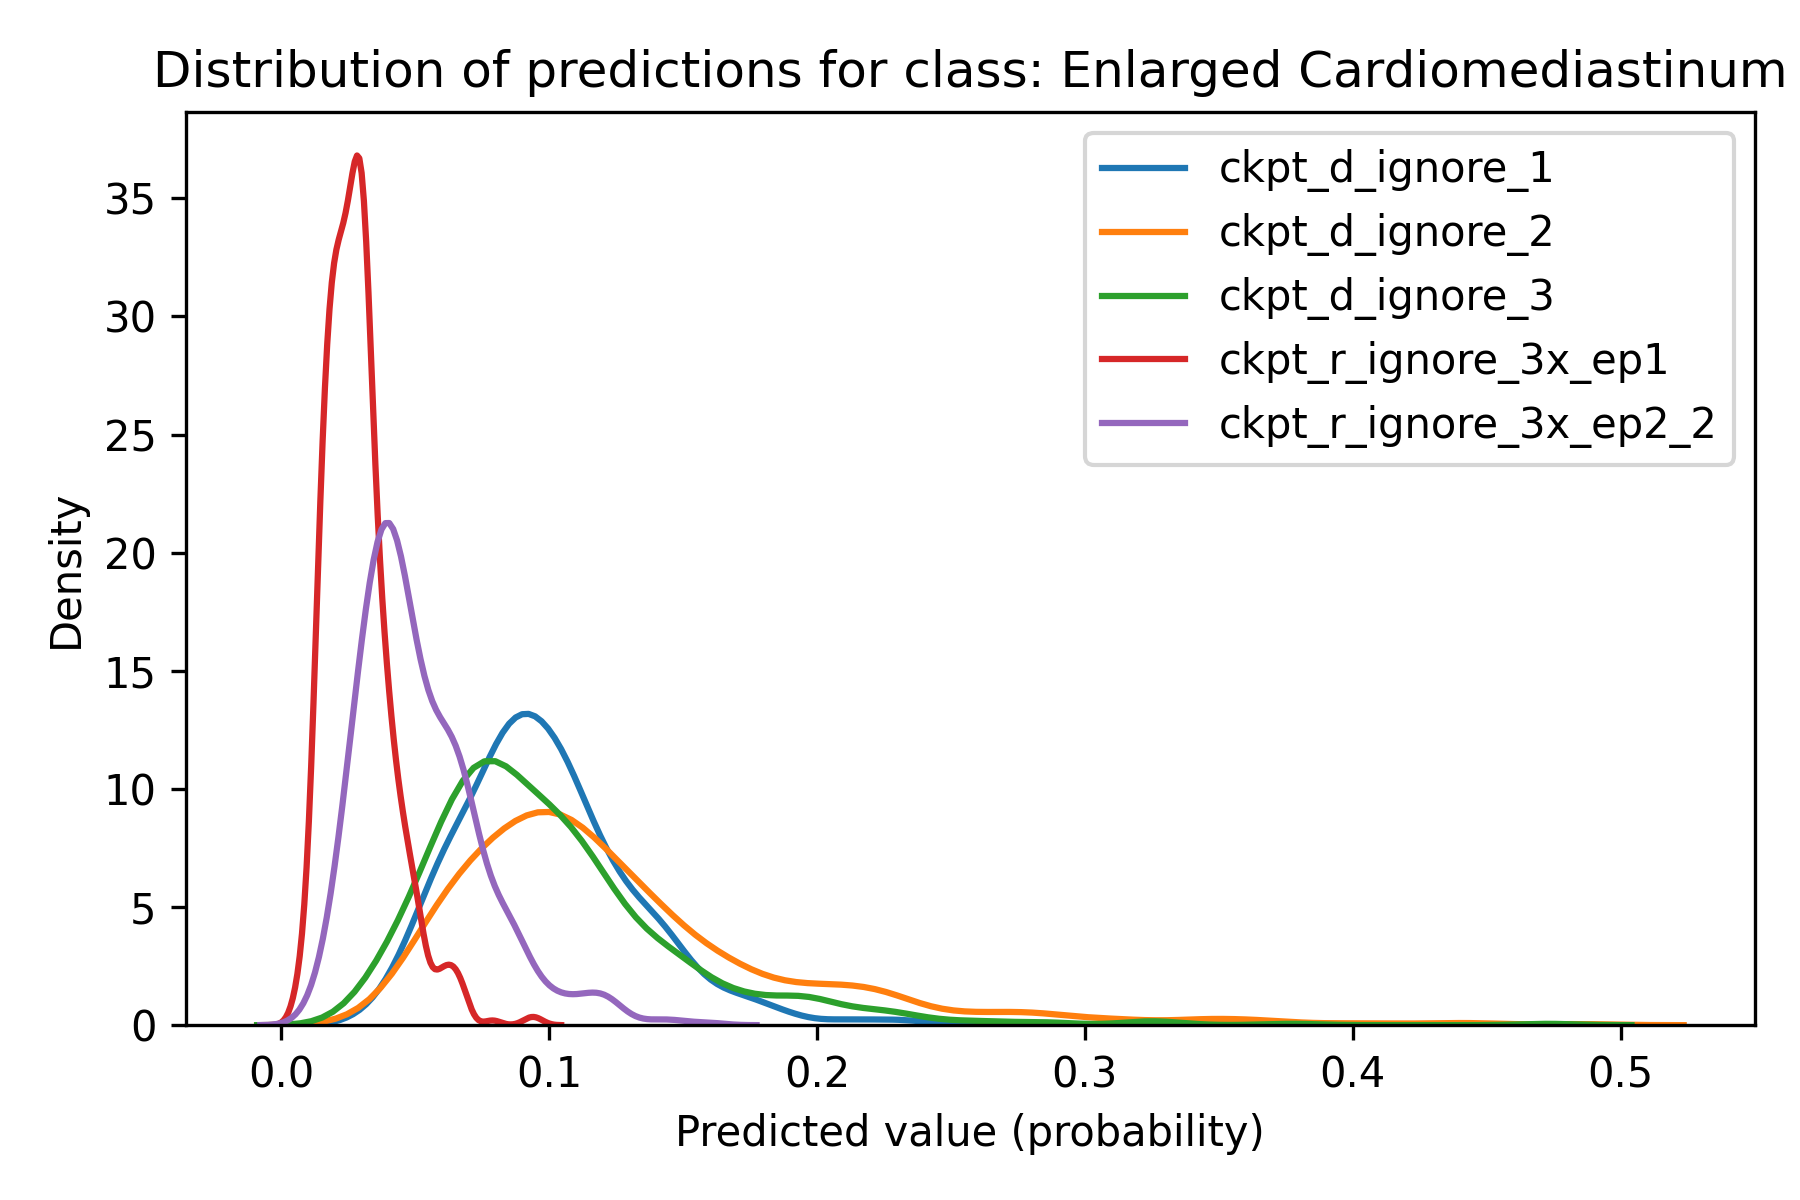 Distribution of predictions for class: Enlarged Cardiomediastinum
ckpt_d_ignore_1
ckpt_d_ignore_2
ckpt_d_ignore_3
ckpt_r_ignore_3x_ep1
ckpt_r_ignore_3x_ep2_2
Density
35
30
25
20
15
10
5
0
0.0 0.1 0.2 0.3 0.4 0.5
Predicted value (probability)